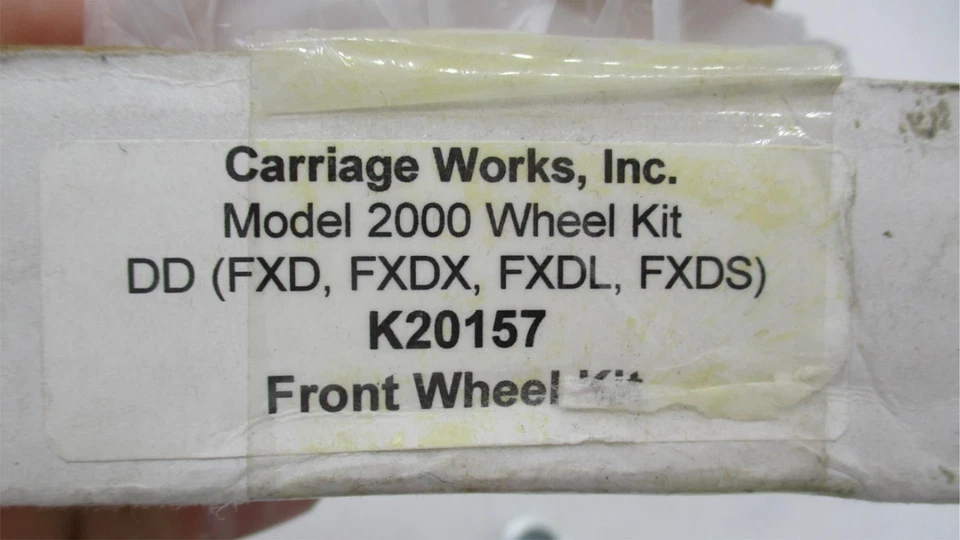 Carriage Works, Inc.
Model 2000 Wheel Kit
DD (FXD, FXDX, FXDL, FXDS)
K20157
Front Wheel Kit